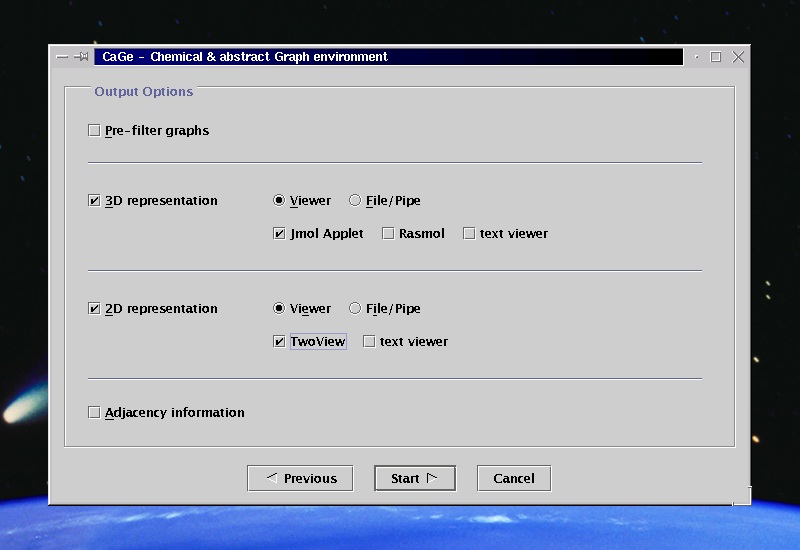 CaGe - Chemical & abstract Graph environment
Output Options
Pre-filter graphs
3D representation Viewer File/Pipe
Jmol Applet Rasmol text viewer
2D representation Viewer File/Pipe
TwoView text viewer
Adjacency information
Previous Start Cancel